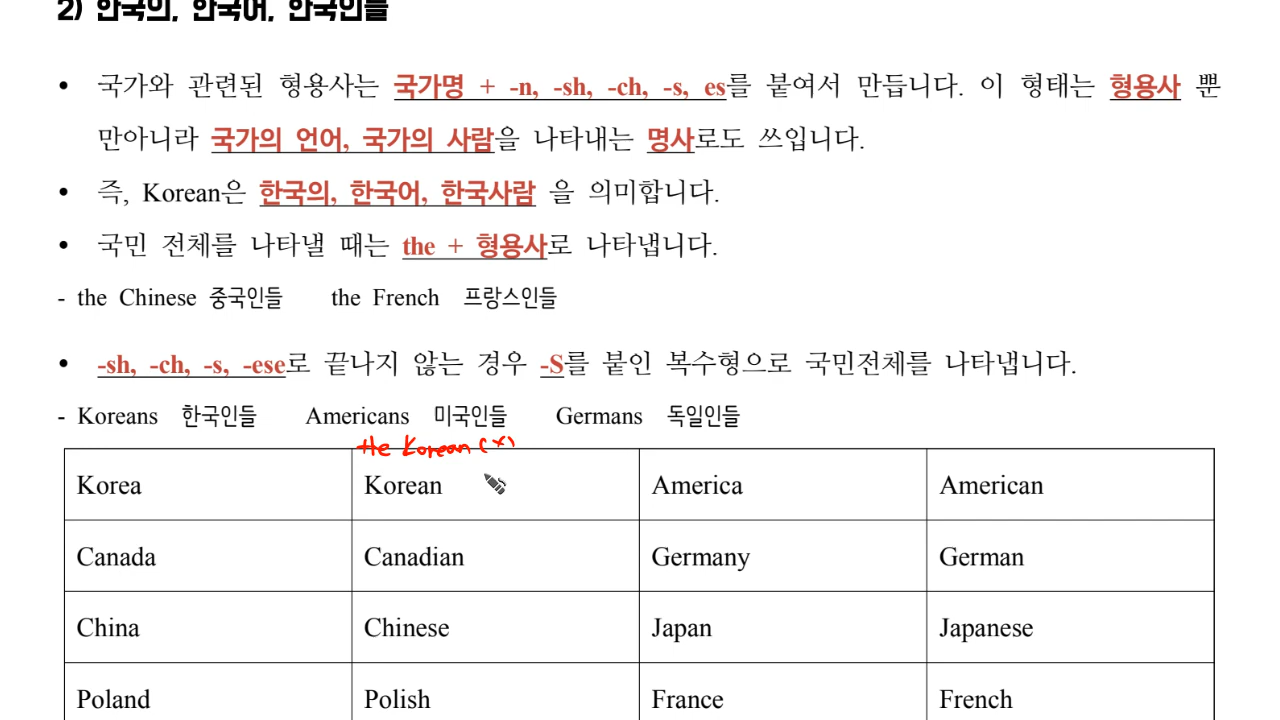 2) 한국의, 한국어, 한국인들
• 국가와 관련된 형용사는 국가명 + -n, -sh, -ch, -s, es를 붙여서 만듭니다. 이 형태는 형용사 뿐
만아니라 국가의 언어, 국가의 사람을 나타내는 명사로도 쓰입니다.
• 즉, Korean은 한국의, 한국어, 한국사람 을 의미합니다.
• 국민 전체를 나타낼 때는 the + 형용사로 나타냅니다.
- the Chinese 중국인들 the French 프랑스인들
• -sh, -ch, -s, -ese로 끝나지 않는 경우 -S를 붙인 복수형으로 국민전체를 나타냅니다.
- Koreans 한국인들 Americans 미국인들 Germans 독일인들
the Korean (x)
Korea Korean America American
Canada Canadian Germany German
China Chinese Japan Japanese
Poland Polish France French